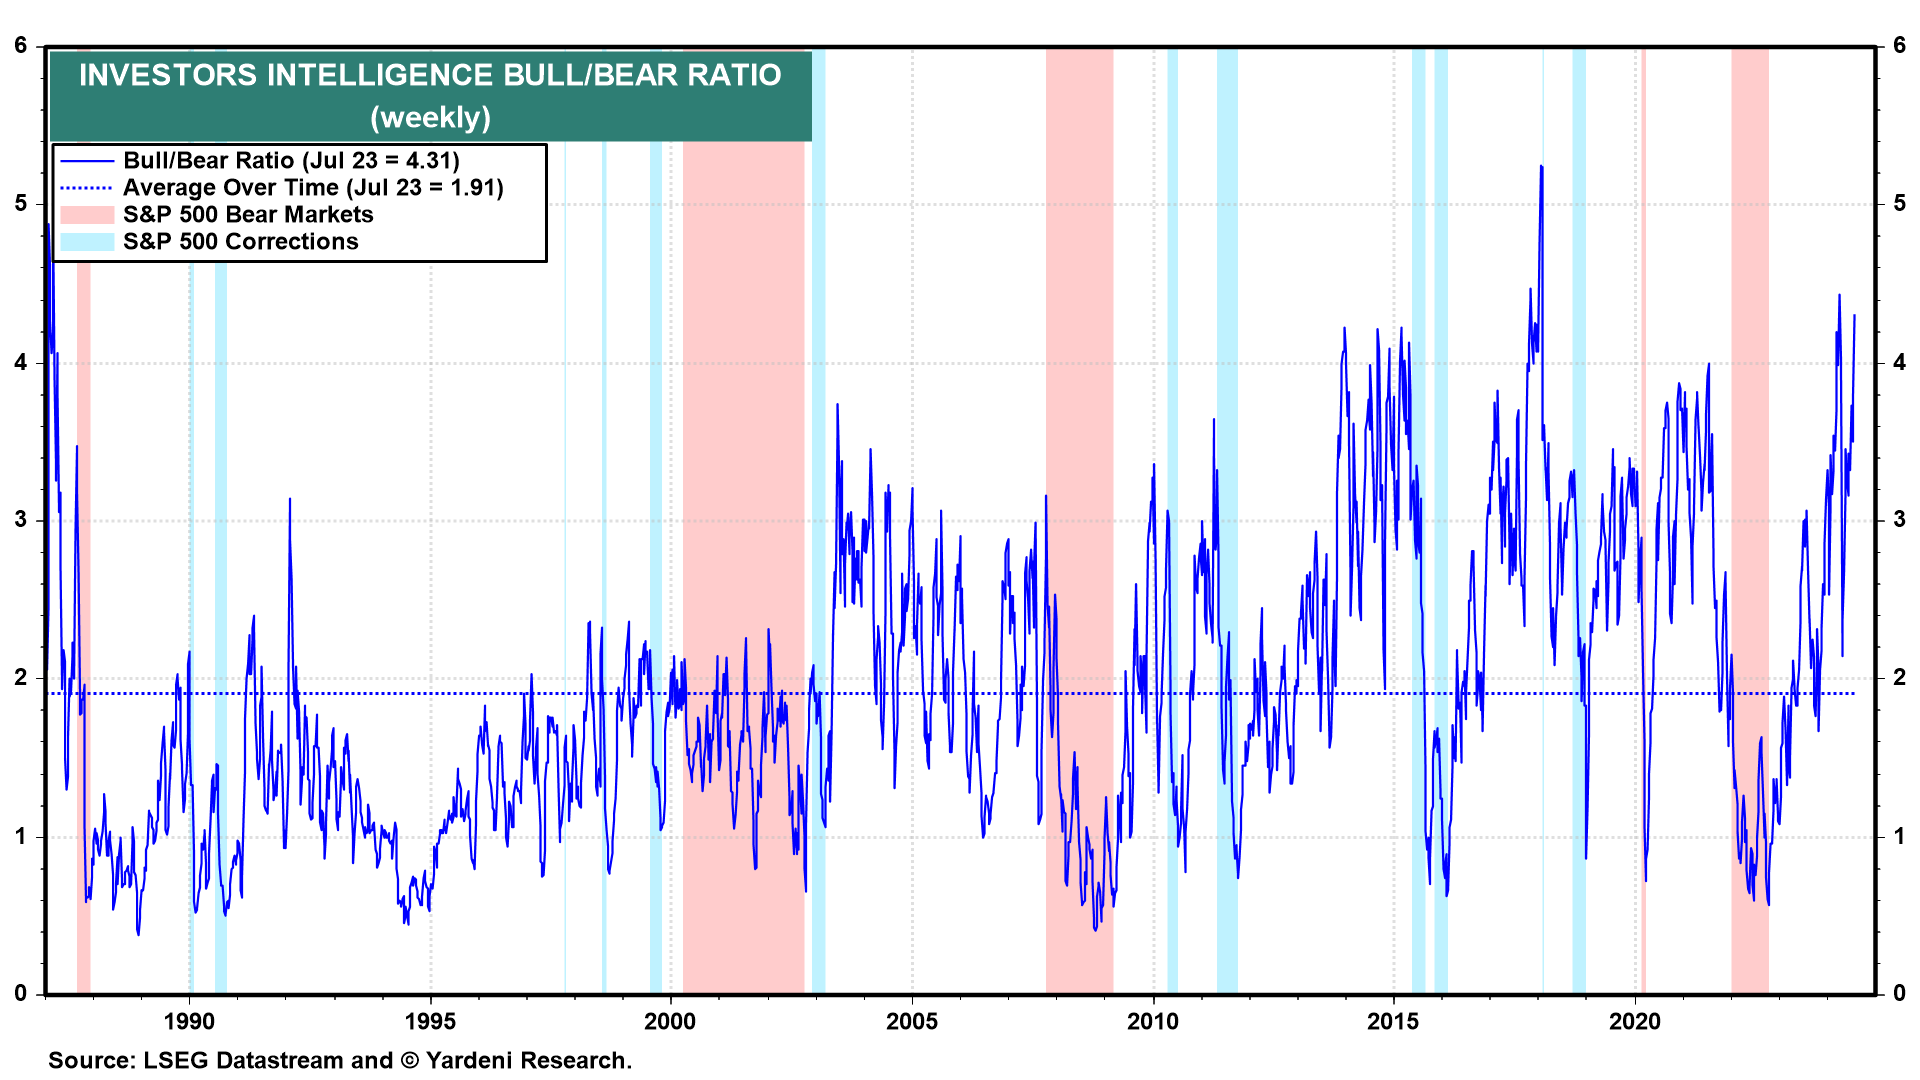 INVESTORS INTELLIGENCE BULL/BEAR RATIO
(weekly)
Bull/Bear Ratio (Jul 23 = 4.31)
Average Over Time (Jul 23 = 1.91)
S&P 500 Bear Markets
S&P 500 Corrections
6 6
5 5
4 4
3 3
2 2
1 1
0 0
1990 1995 2000 2005 2010 2015 2020
Source: LSEG Datastream and © Yardeni Research.